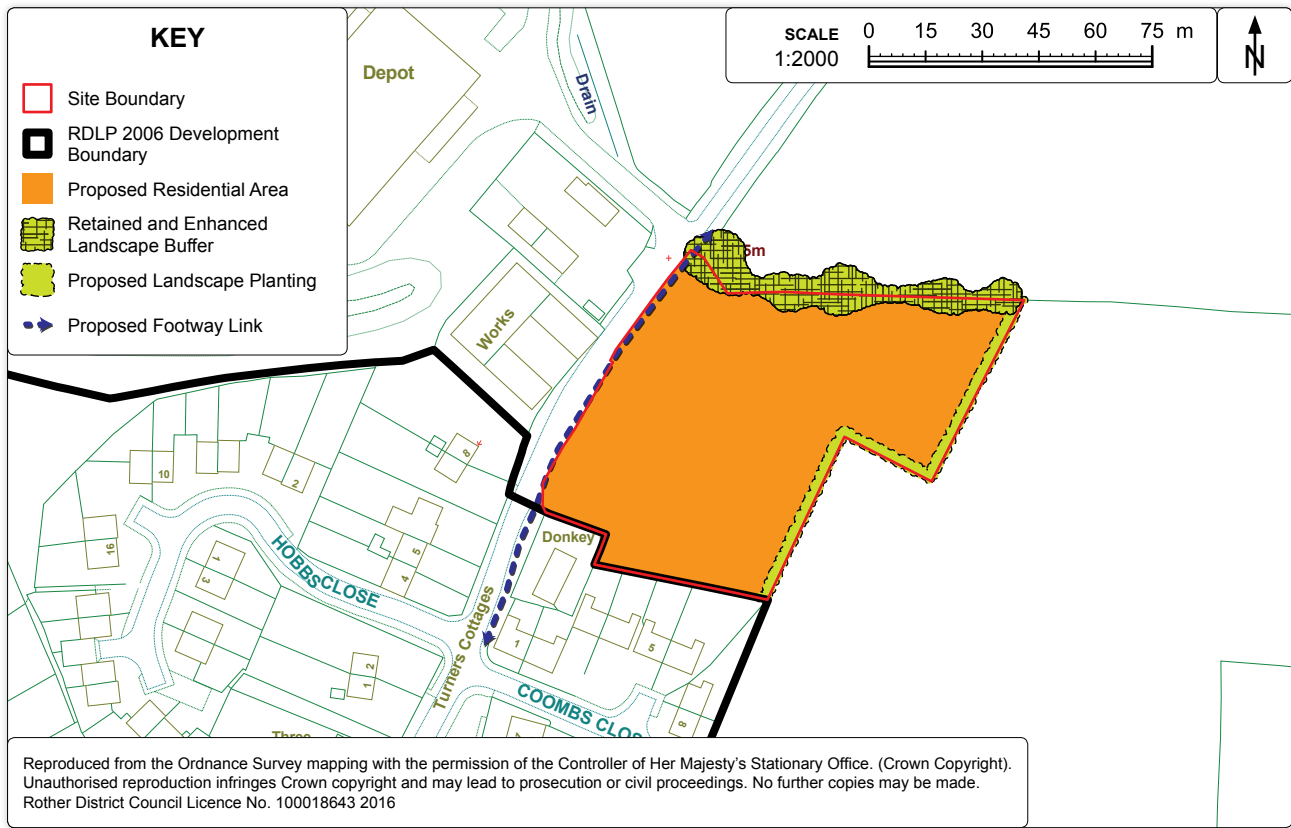 KEY
Site Boundary
RDLP 2006 Development
Boundary
Proposed Residential Area
Retained and Enhanced
Landscape Buffer
Proposed Landscape Planting
Proposed Footway Link
SCALE
1:2000
0 15 30 45 60 75 m
N
Depot
Drain
5m
Works
8
10
2
16
1
3
5
4
HOBBS CLOSE
Donkey
Turners Cottages
1
5
2
1
8
COOMBS CLOS
Three
Reproduced from the Ordnance Survey mapping with the permission of the Controller of Her Majesty's Stationary Office. (Crown Copyright).
Unauthorised reproduction infringes Crown copyright and may lead to prosecution or civil proceedings. No further copies may be made.
Rother District Council Licence No. 100018643 2016